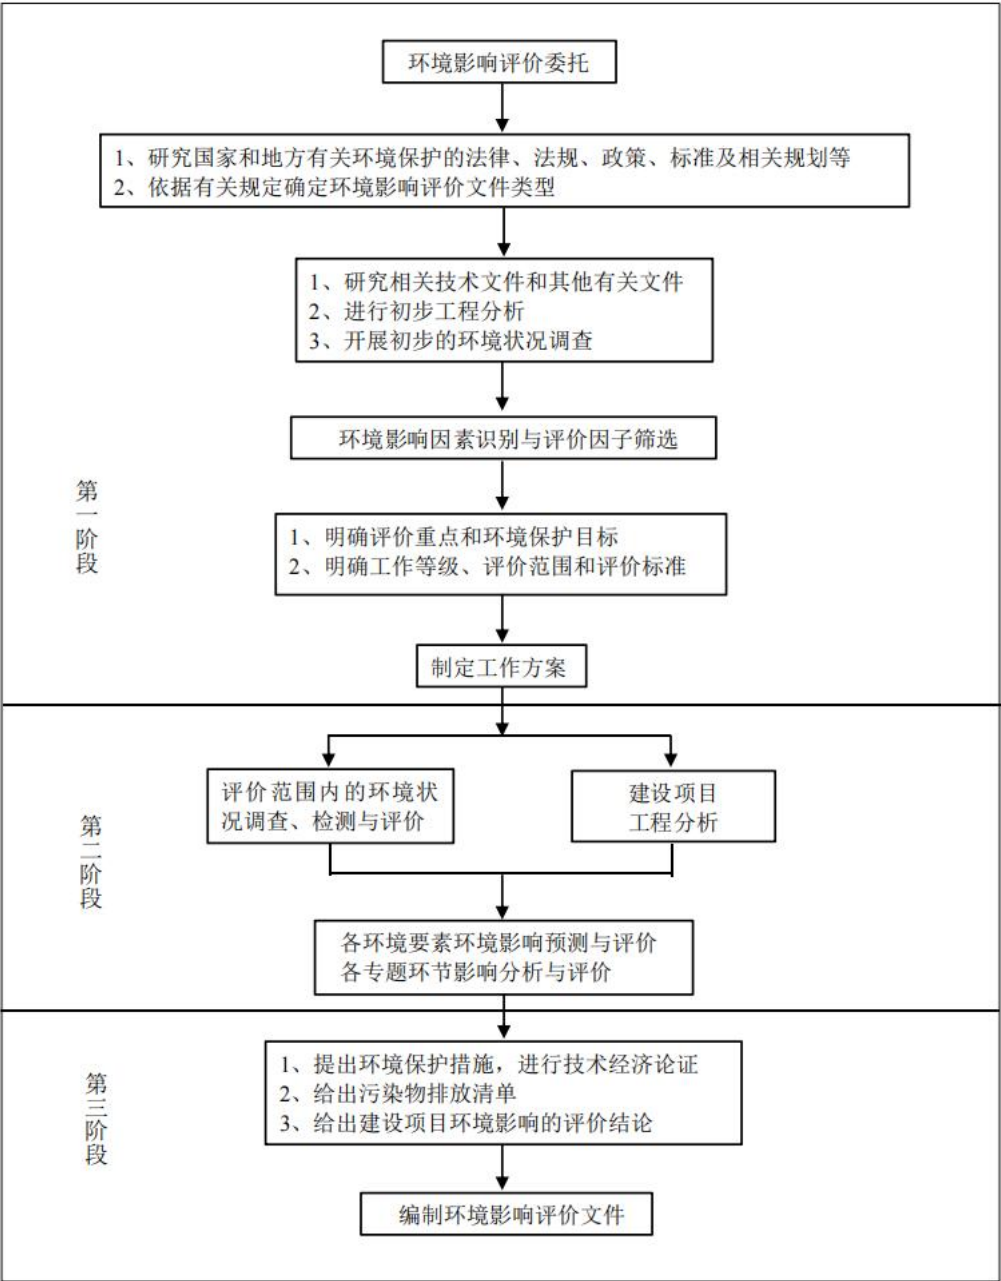 环境影响评价委托
1、研究国家和地方有关环境保护的法律、法规、政策、标准及相关规划等
2、依据有关规定确定环境影响评价文件类型
1、研究相关技术文件和其他有关文件
2、进行初步工程分析
3、开展初步的环境状况调查
环境影响因素识别与评价因子筛选
第一阶段
1、明确评价重点和环境保护目标
2、明确工作等级、评价范围和评价标准
制定工作方案
评价范围内的环境状
况调查、检测与评价
建设项目
工程分析
第二阶段
各环境要素环境影响预测与评价
各专题环节影响分析与评价
1、提出环境保护措施，进行技术经济论证
2、给出污染物排放清单
3、给出建设项目环境影响的评价结论
第三阶段
编制环境影响评价文件